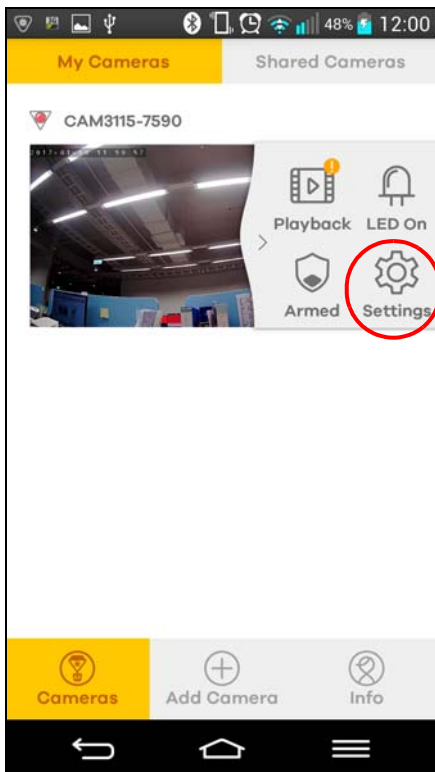 48% 12:00
My Cameras Shared Cameras
CAM3115-7590
Playback LED On
Armed Settings
Cameras Add Camera Info